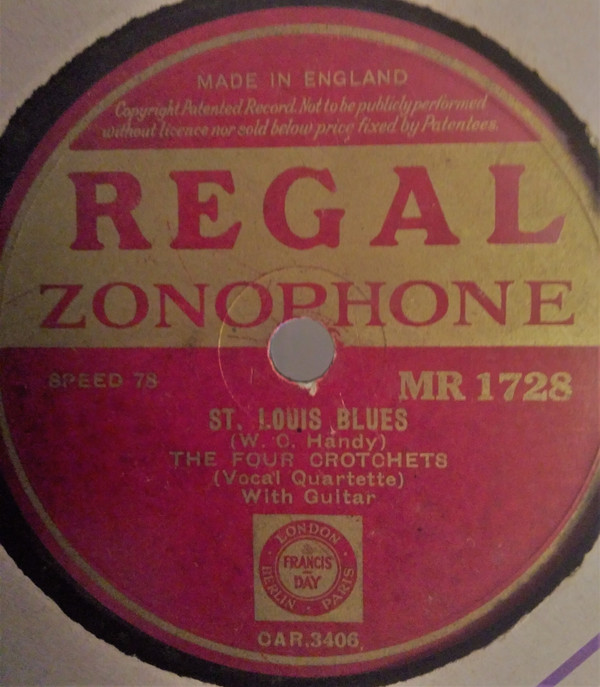 MADE IN ENGLAND
Copyright Patented Record. Not to be publicly performed
without licence nor sold below price fixed by Patentees.
REGAL
ZONOPHONE
SPEED 78
MR 1728
ST. LOUIS BLUES
(W. C. Handy)
THE FOUR CROTCHETS
(Vocal Quartette)
With Guitar
LONDON
FRANCIS
DAY
BERLIN · PARIS
CAR.3406